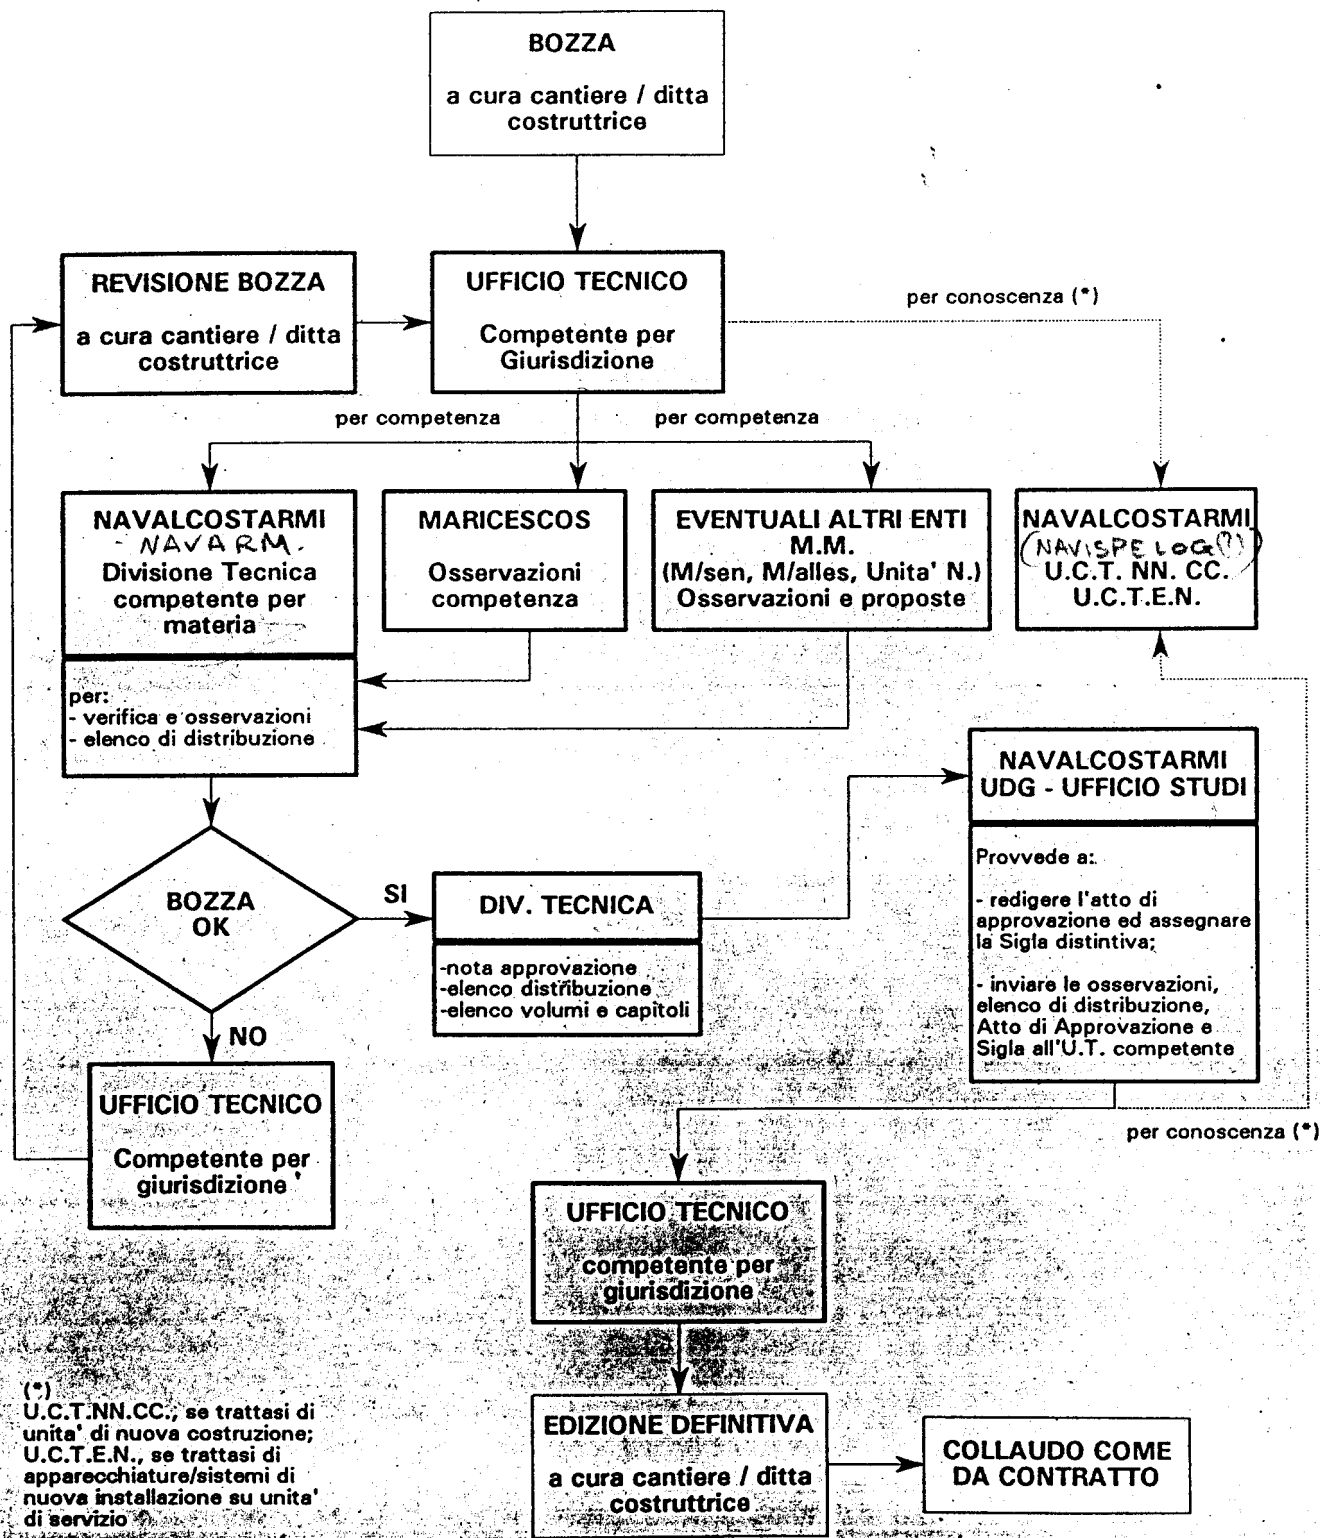 BOZZA
a cura cantiere / ditta
costruttrice
REVISIONE BOZZA
a cura cantiere / ditta
costruttrice
UFFICIO TECNICO
Competente per
Giurisdizione
per conoscenza (*)
per competenza
per competenza
NAVALCOSTARMI
- NAVARM.
Divisione Tecnica
competente per
materia
MARICESCOS
Osservazioni
competenza
EVENTUALI ALTRI ENTI
M.M.
(M/sen, M/alles, Unita' N.)
Osservazioni e proposte
NAVALCOSTARMI
(NAVISPELOG(?))
U.C.T. NN. CC.
U.C.T.E.N.
per:
- verifica e osservazioni
- elenco di distribuzione
NAVALCOSTARMI
UDG - UFFICIO STUDI
Provvede a:
- redigere l'atto di
approvazione ed assegnare
la Sigla distintiva;
- inviare le osservazioni,
elenco di distribuzione,
Atto di Approvazione e
Sigla all'U.T. competente
BOZZA
OK
SI
DIV. TECNICA
-nota approvazione
-elenco distribuzione
-elenco volumi e capitoli
NO
UFFICIO TECNICO
Competente per
giurisdizione
per conoscenza (*)
UFFICIO TECNICO
competente per
giurisdizione
EDIZIONE DEFINITIVA
a cura cantiere / ditta
costruttrice
COLLAUDO COME
DA CONTRATTO
(*)
U.C.T.NN.CC., se trattasi di
unita' di nuova costruzione;
U.C.T.E.N., se trattasi di
apparecchiature/sistemi di
nuova installazione su unita'
di servizio